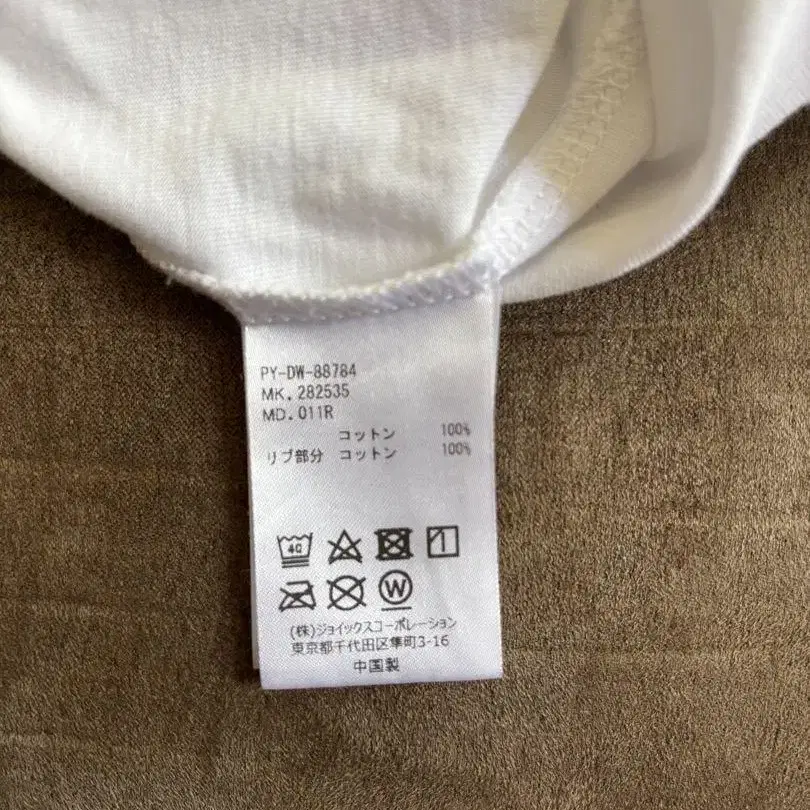 PY-DW-88784
MK. 282535
MD. 011R
コットン 100%
リブ部分 コットン 100%
40
W
(株)ジョイックスコーポレーション
東京都千代田区隼町3-16
中国製